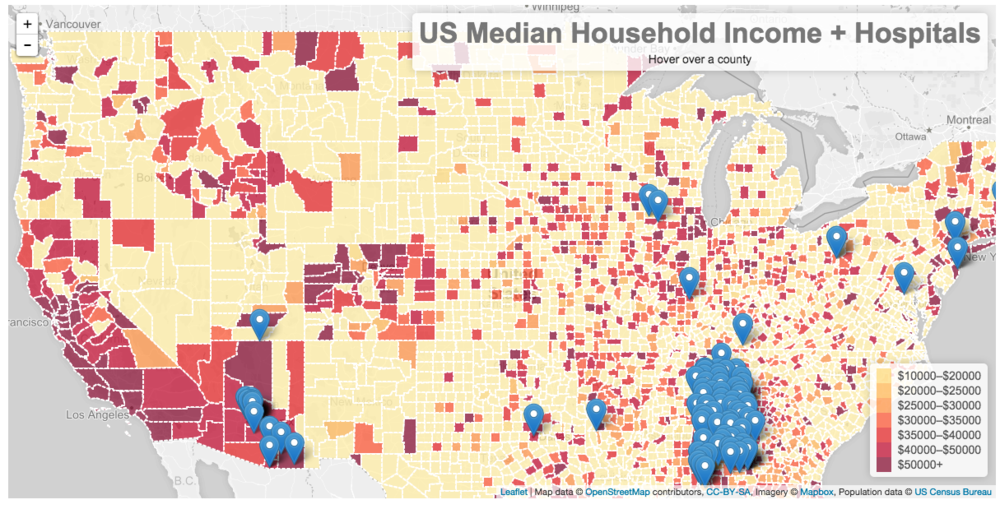 Vancouver
Winnipeg
+
-
US Median Household Income + Hospitals
Hover over a county
Montreal
Ottawa
rancisco
Los Angeles
B.C.
New Y
$10000–$20000
$20000–$25000
$25000–$30000
$30000–$35000
$35000–$40000
$40000–$50000
$50000+
Leaflet | Map data © OpenStreetMap contributors, CC-BY-SA, Imagery © Mapbox, Population data © US Census Bureau